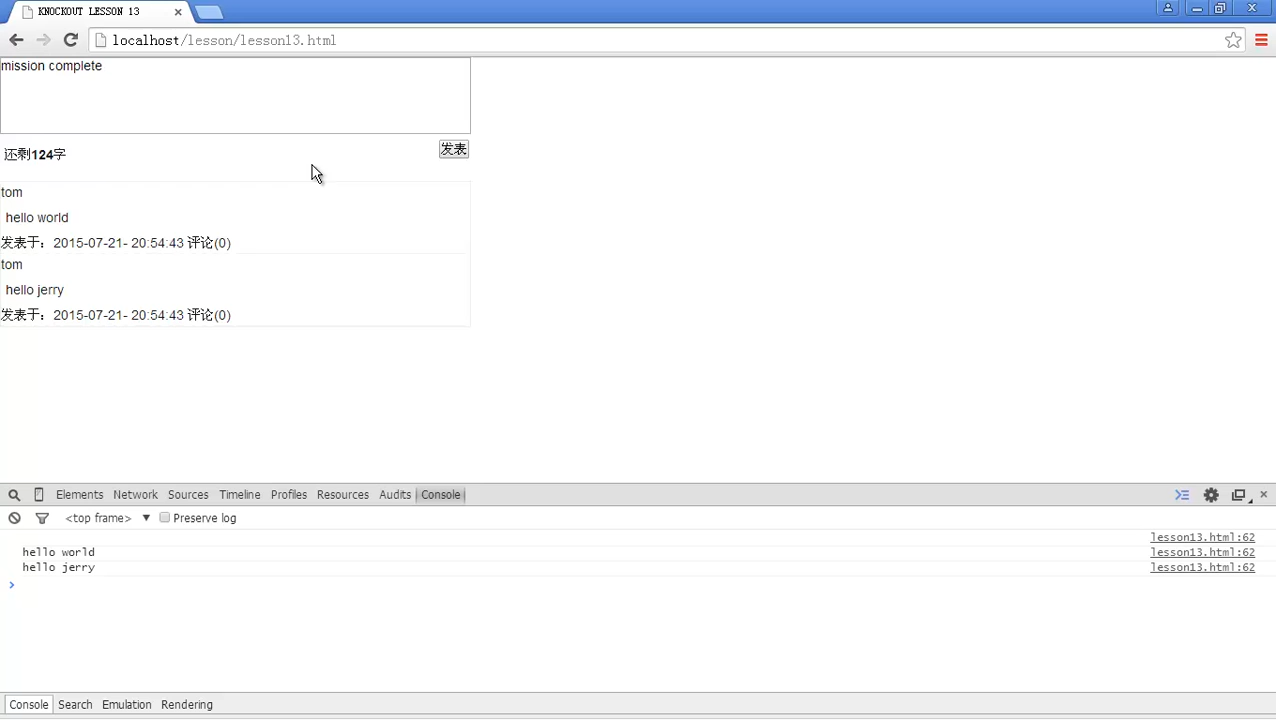 KNOCKOUT LESSON 13
localhost/lesson/lesson13.html
mission complete
还剩124字
发表
tom
hello world
发表于：2015-07-21- 20:54:43 评论(0)
tom
hello jerry
发表于：2015-07-21- 20:54:43 评论(0)
Elements Network Sources Timeline Profiles Resources Audits Console
<top frame> Preserve log
lesson13.html:62
hello world lesson13.html:62
hello jerry lesson13.html:62
Console Search Emulation Rendering